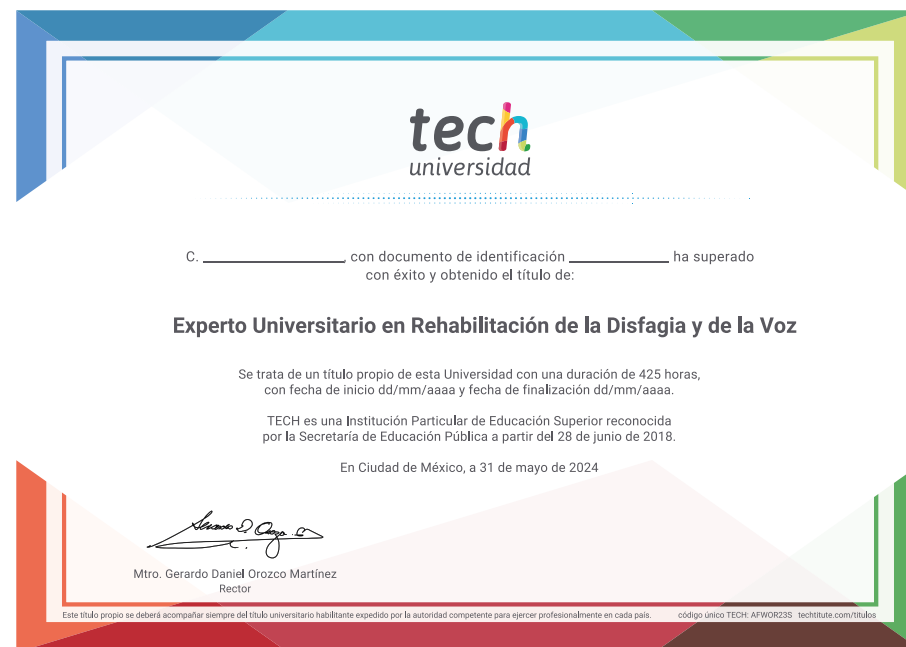 tech
universidad
C. ____________________, con documento de identificación ______________ ha superado
con éxito y obtenido el título de:
Experto Universitario en Rehabilitación de la Disfagia y de la Voz
Se trata de un título propio de esta Universidad con una duración de 425 horas,
con fecha de inicio dd/mm/aaaa y fecha de finalización dd/mm/aaaa.
TECH es una Institución Particular de Educación Superior reconocida
por la Secretaría de Educación Pública a partir del 28 de junio de 2018.
En Ciudad de México, a 31 de mayo de 2024
Mtro. Gerardo Daniel Orozco Martínez
Rector
Este título propio se deberá acompañar siempre del título universitario habilitante expedido por la autoridad competente para ejercer profesionalmente en cada país. código único TECH: AFWOR23S techtitute.com/titulos